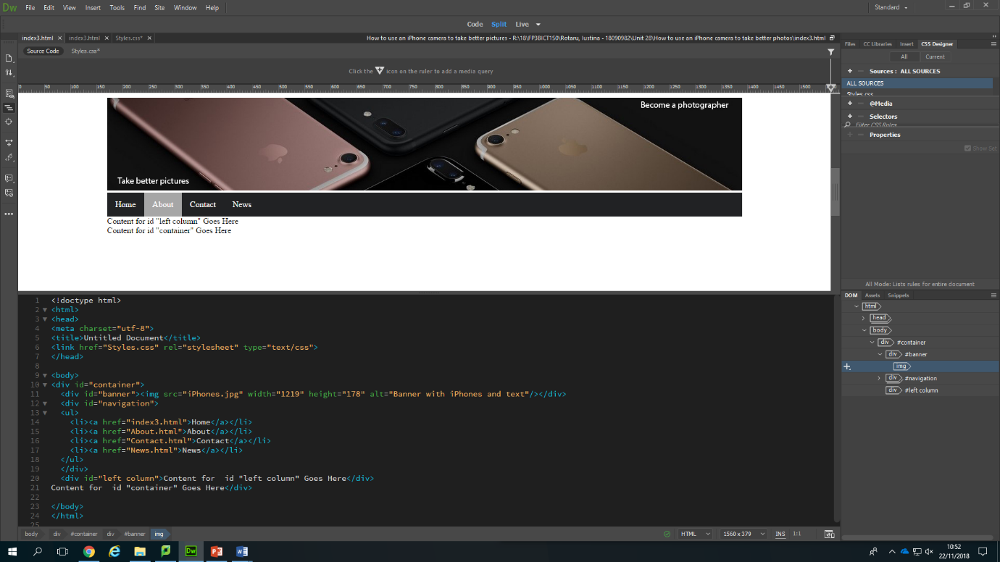 Dw File Edit View Insert Tools Find Site Window Help Standard
Code Split Live
index3.html × index3.html × Styles.css* × How to use an iPhone camera to take better pictures - R:\18\FP3BICT150\Rotaru, Iustina - 18090982\Unit 28\How to use an iPhone camera to take better photos\index3.html
Source Code Styles.css*
Click the icon on the ruler to add a media query
0 50 100 150 200 250 300 350 400 450 500 550 600 650 700 750 800 850 900 950 1000 1050 1100 1150 1200 1250 1300 1350 1400 1450 1500
Become a photographer
Take better pictures
Home About Contact News
Content for id "left column" Goes Here
Content for id "container" Goes Here
1 <!doctype html>
2 <html>
3 <head>
4 <meta charset="utf-8">
5 <title>Untitled Document</title>
6 <link href="Styles.css" rel="stylesheet" type="text/css">
7 </head>
8
9 <body>
10 <div id="container">
11 <div id="banner"><img src="iPhones.jpg" width="1219" height="178" alt="Banner with iPhones and text"/></div>
12 <div id="navigation">
13 <ul>
14 <li><a href="index3.html">Home</a></li>
15 <li><a href="About.html">About</a></li>
16 <li><a href="Contact.html">Contact</a></li>
17 <li><a href="News.html">News</a></li>
18 </ul>
19 </div>
20 <div id="left column">Content for  id "left column" Goes Here</div>
21 Content for  id "container" Goes Here</div>
22
23 </body>
24 </html>
25
body div #container div #banner img HTML 1560 x 379 INS 1:1
Files CC Libraries Insert CSS Designer
All Current
+ Sources : ALL SOURCES
ALL SOURCES
Styles.css
+ @Media
+ Selectors
Filter CSS Rules
+ Properties
Show Set
All Mode: Lists rules for entire document
DOM Assets Snippets
html
head
body
div #container
div #banner
img
div #navigation
div #left column
Dw
10:52
22/11/2018